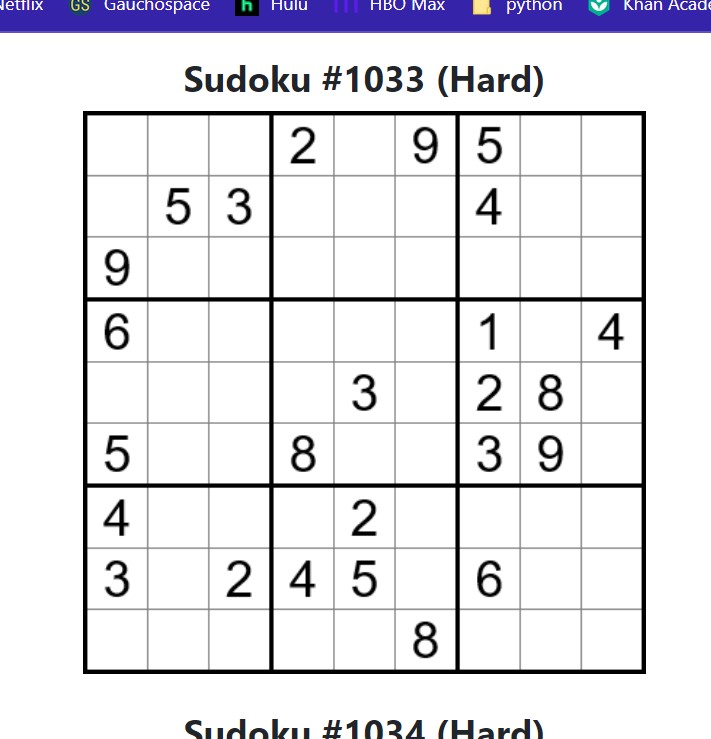 Netflix GS Gauchospace h Hulu HBO Max python Khan Acade
Sudoku #1033 (Hard)
2 9 5
5 3 4
9
6 1 4
3 2 8
5 8 3 9
4 2
3 2 4 5 6
8
Sudoku #1034 (Hard)